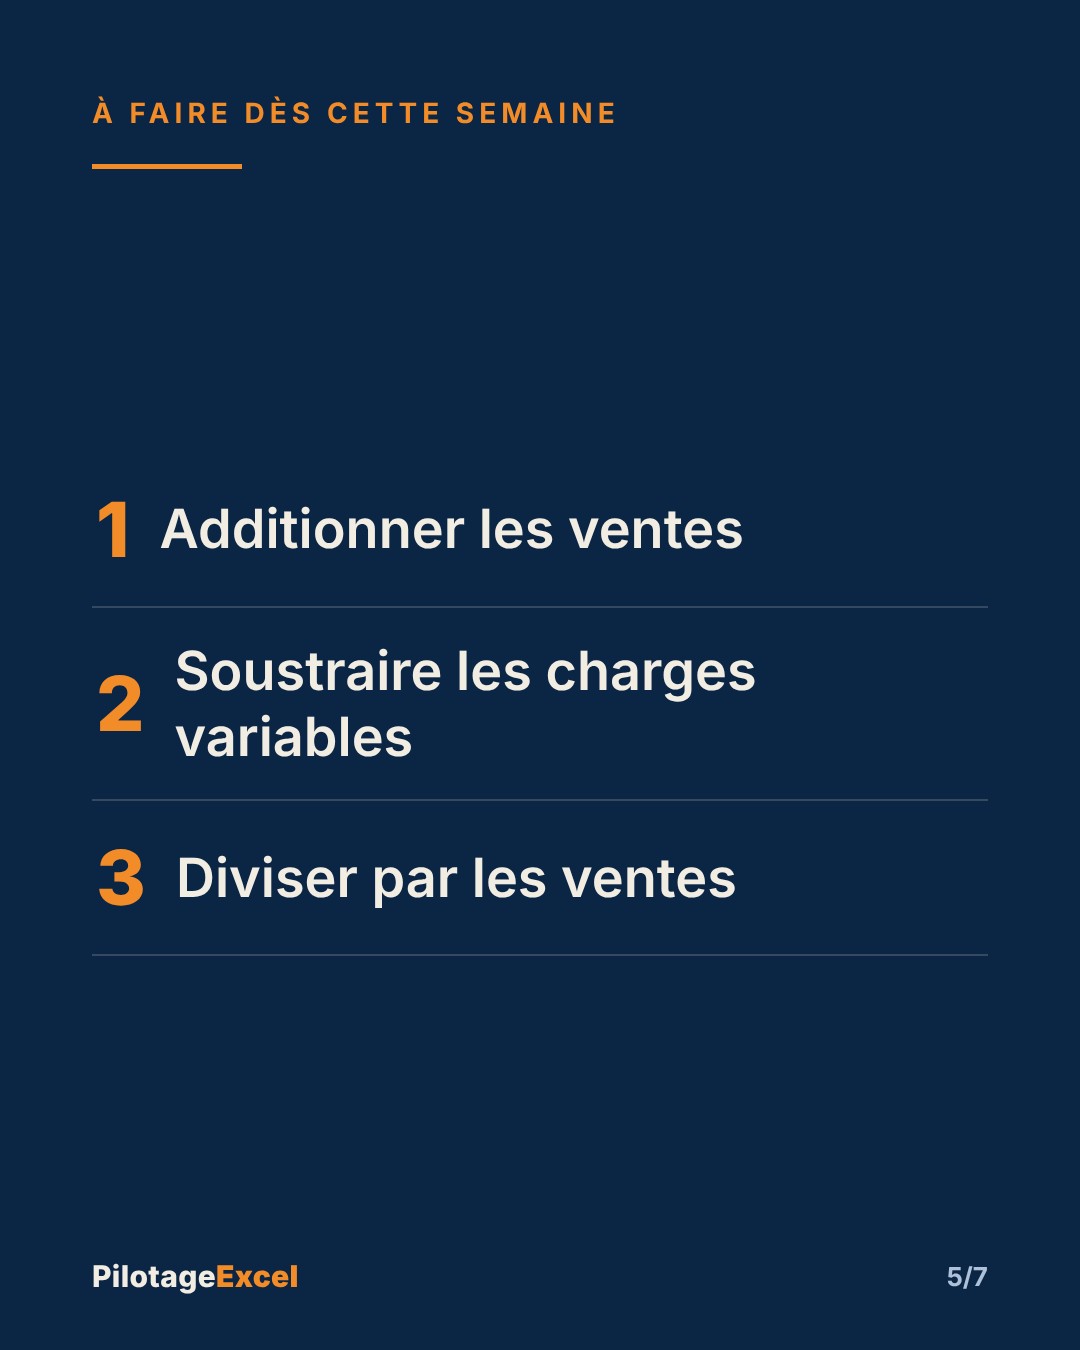 À FAIRE DÈS CETTE SEMAINE
1 Additionner les ventes
2 Soustraire les charges
variables
3 Diviser par les ventes
PilotageExcel
5/7